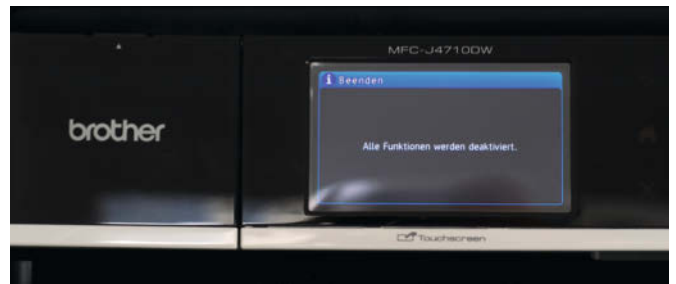 MFC-J4710DW
i Beenden
brother
Alle Funktionen werden deaktiviert.
Touchscreen